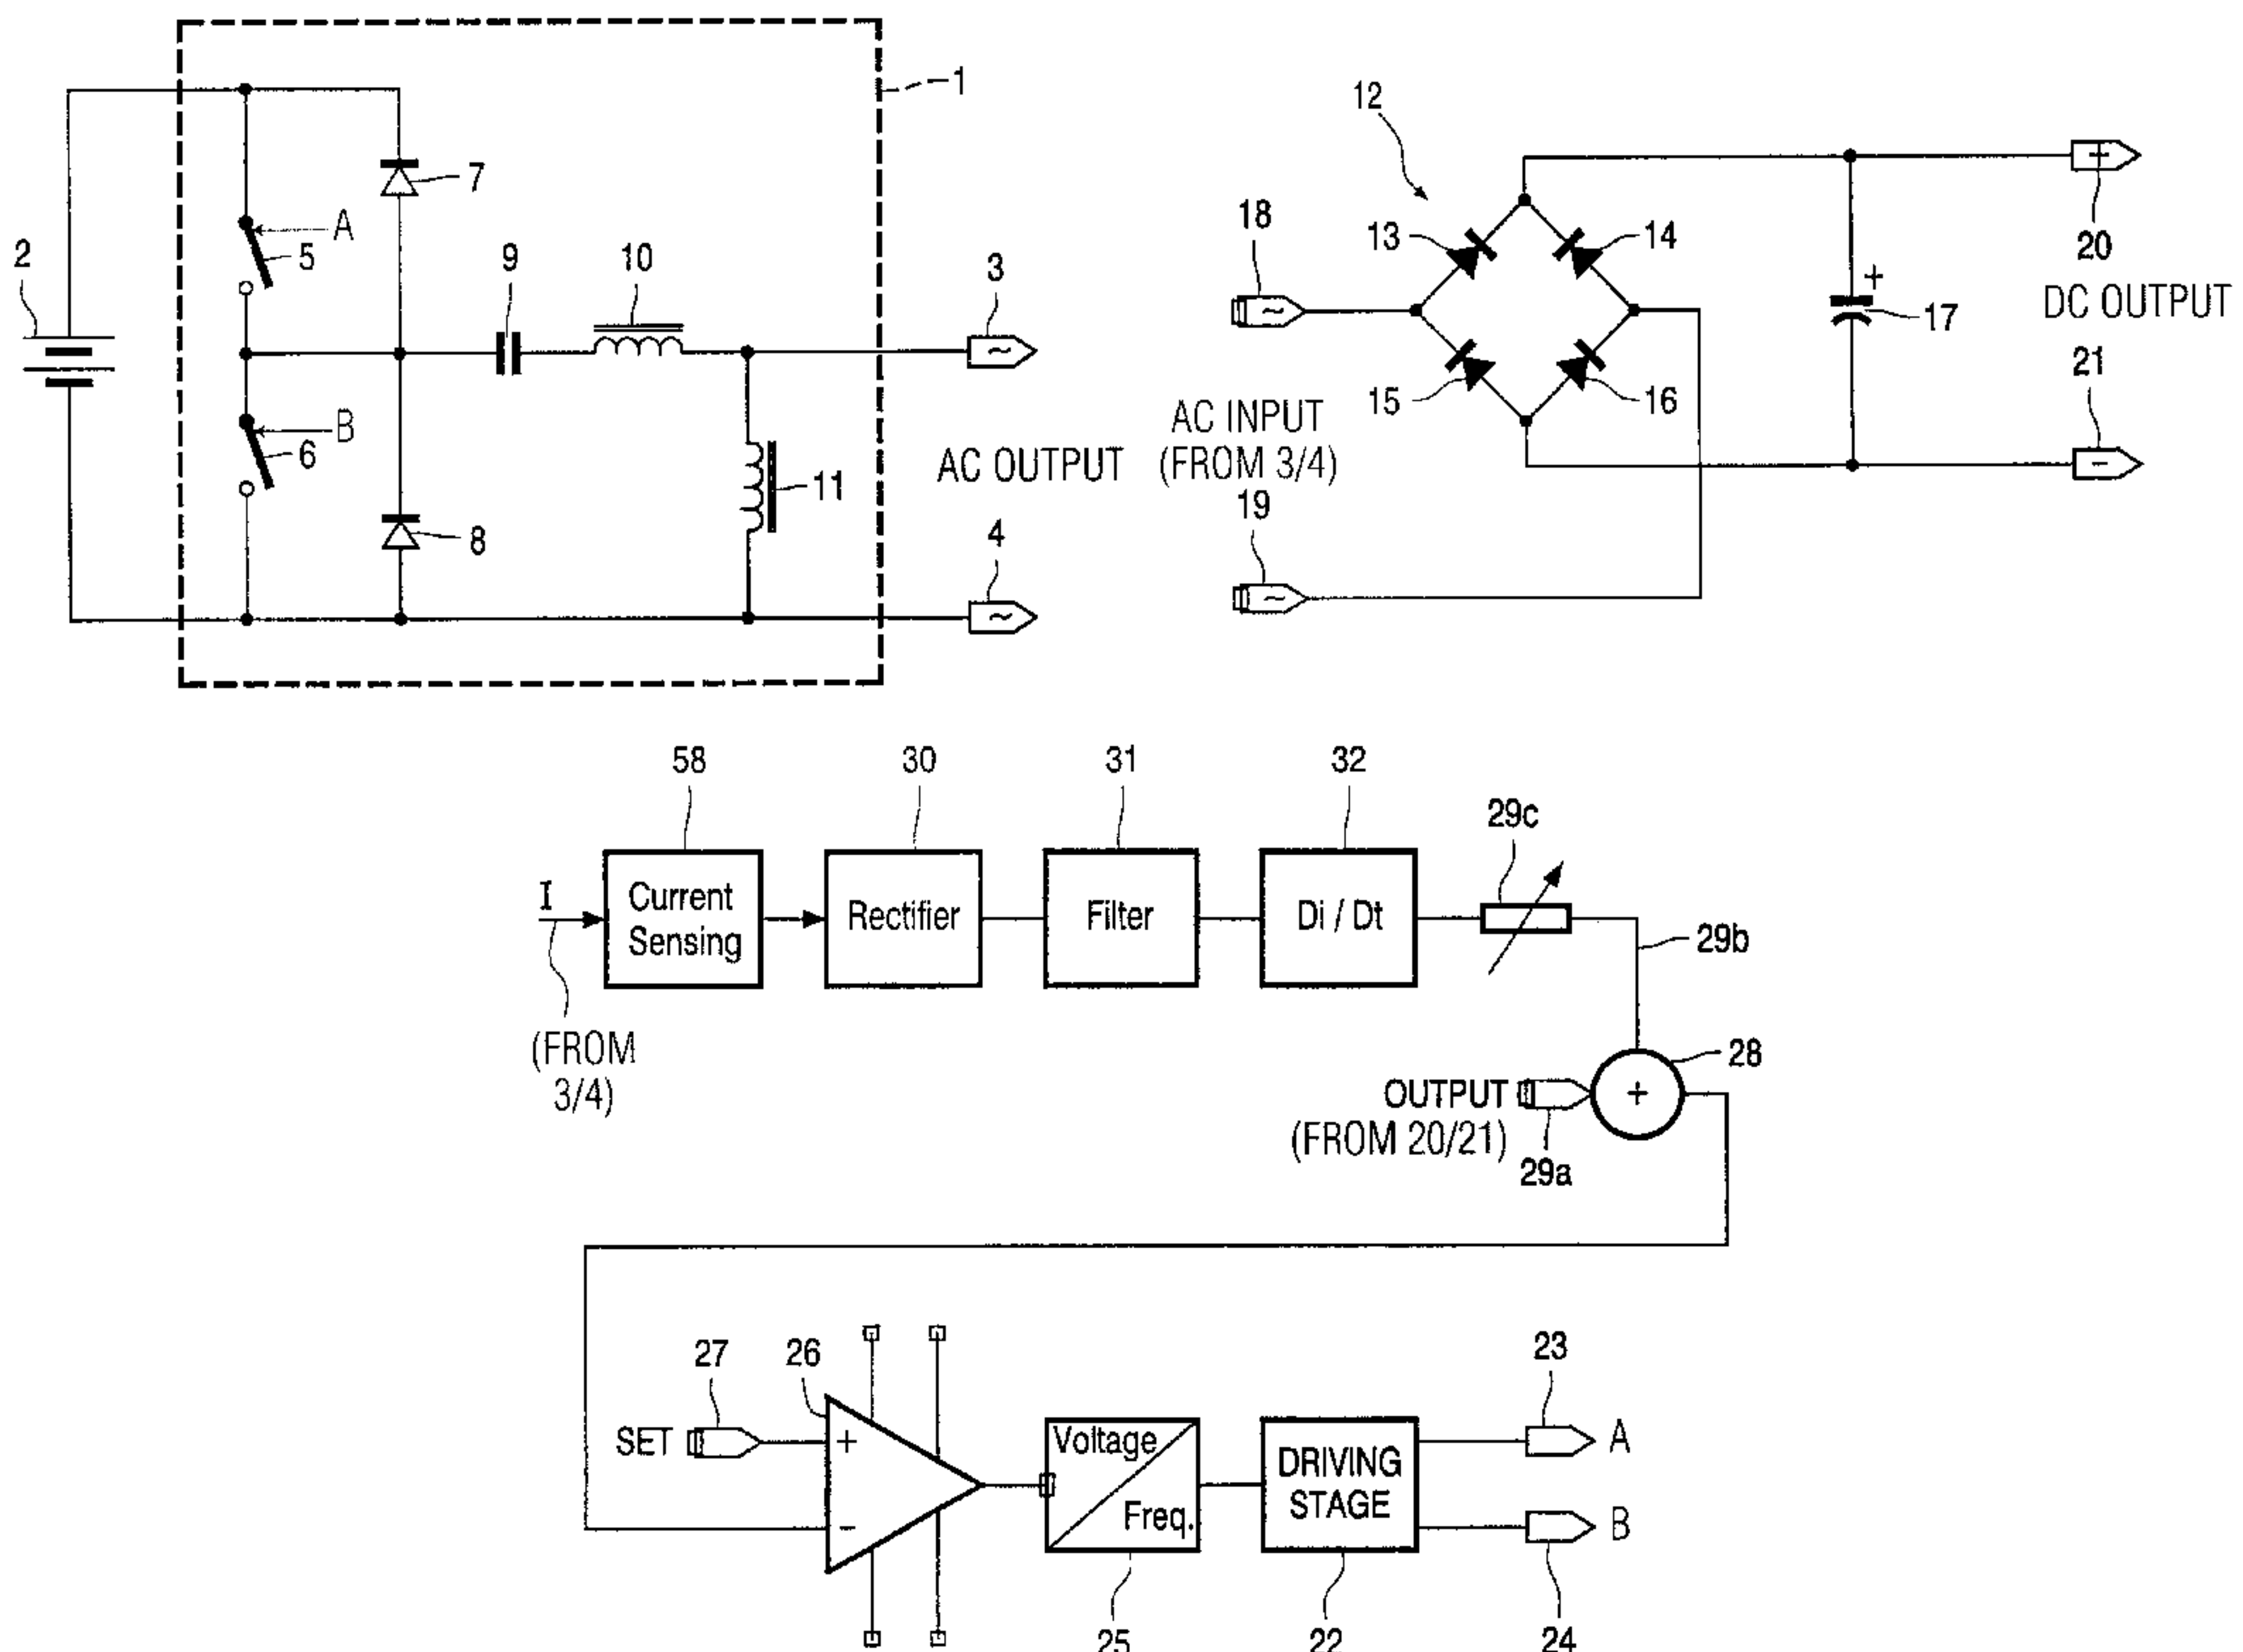 1
2
A
5
7
9
10
3
~
B
6
8
11
AC OUTPUT
4
~
12
18
~
13
14
15
16
AC INPUT
(FROM 3/4)
19
~
+
17
+
20
DC OUTPUT
21
-
58
30
31
32
29c
I
Current
Sensing
Rectifier
Filter
Di / Dt
29b
(FROM
3/4)
28
OUTPUT
+
(FROM 20/21)
29a
27
26
23
SET
+
-
Voltage
Freq.
DRIVING
STAGE
A
B
25
22
24